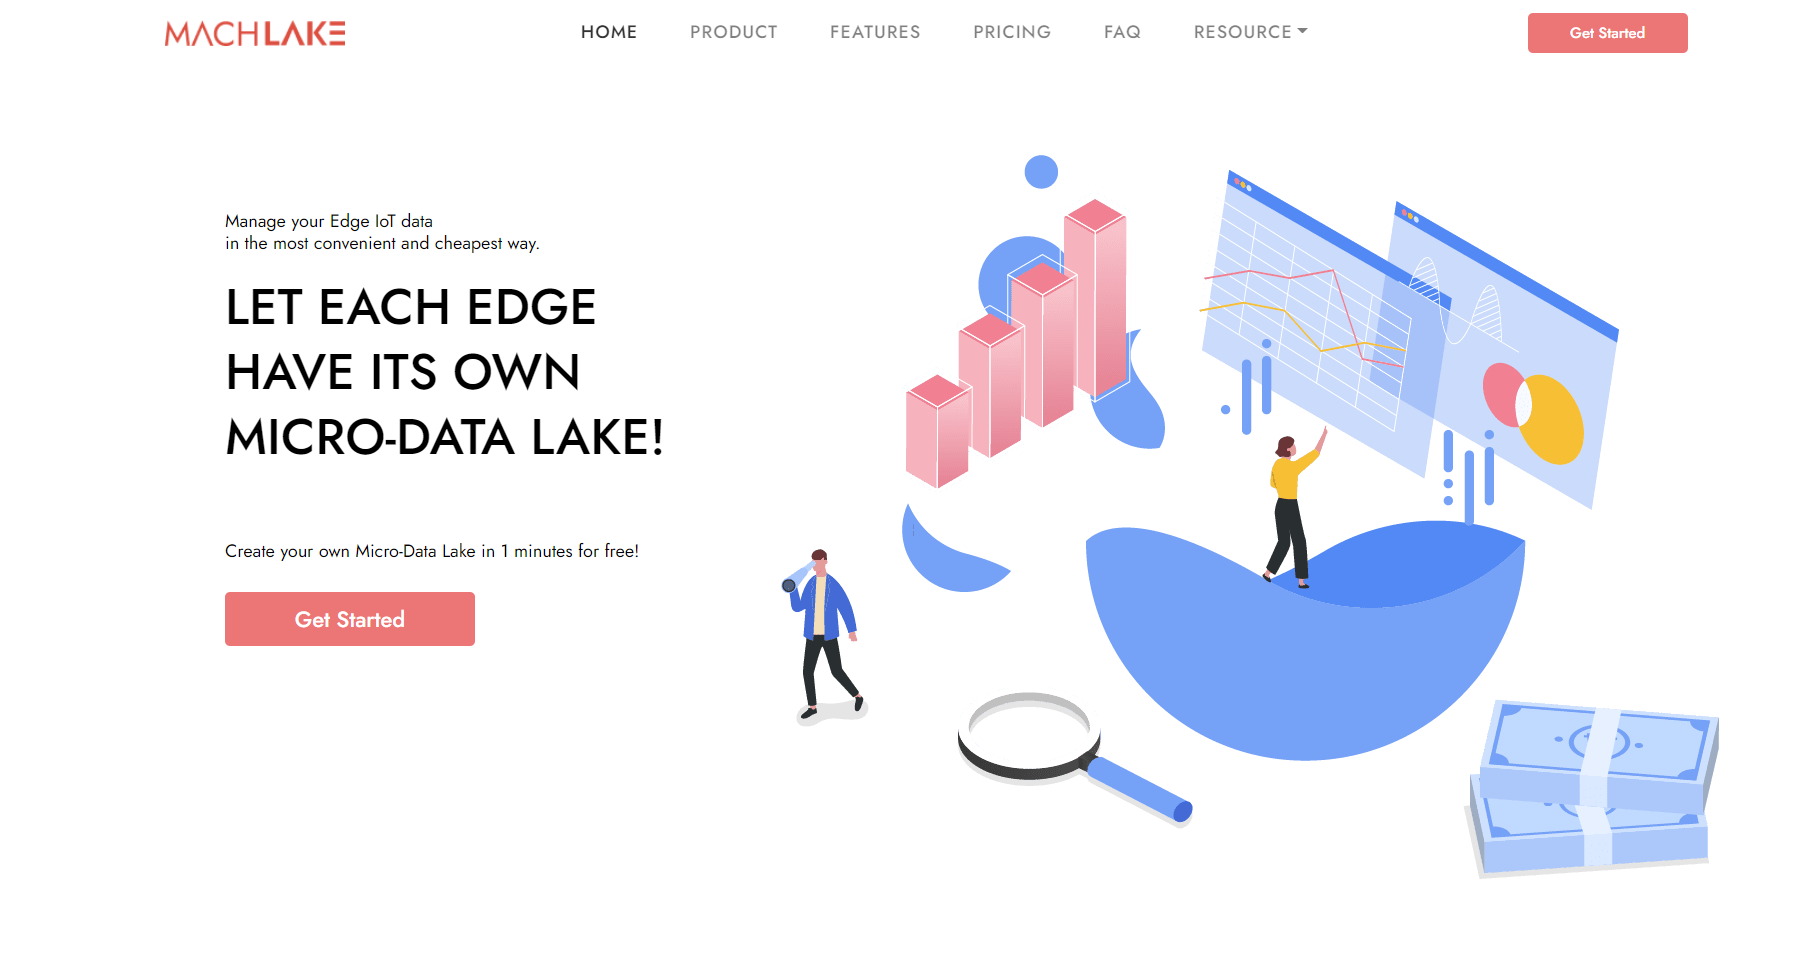 MACHLAKE
HOME PRODUCT FEATURES PRICING FAQ RESOURCE
Get Started
Manage your Edge IoT data
in the most convenient and cheapest way.
LET EACH EDGE
HAVE ITS OWN
MICRO-DATA LAKE!
Create your own Micro-Data Lake in 1 minutes for free!
Get Started